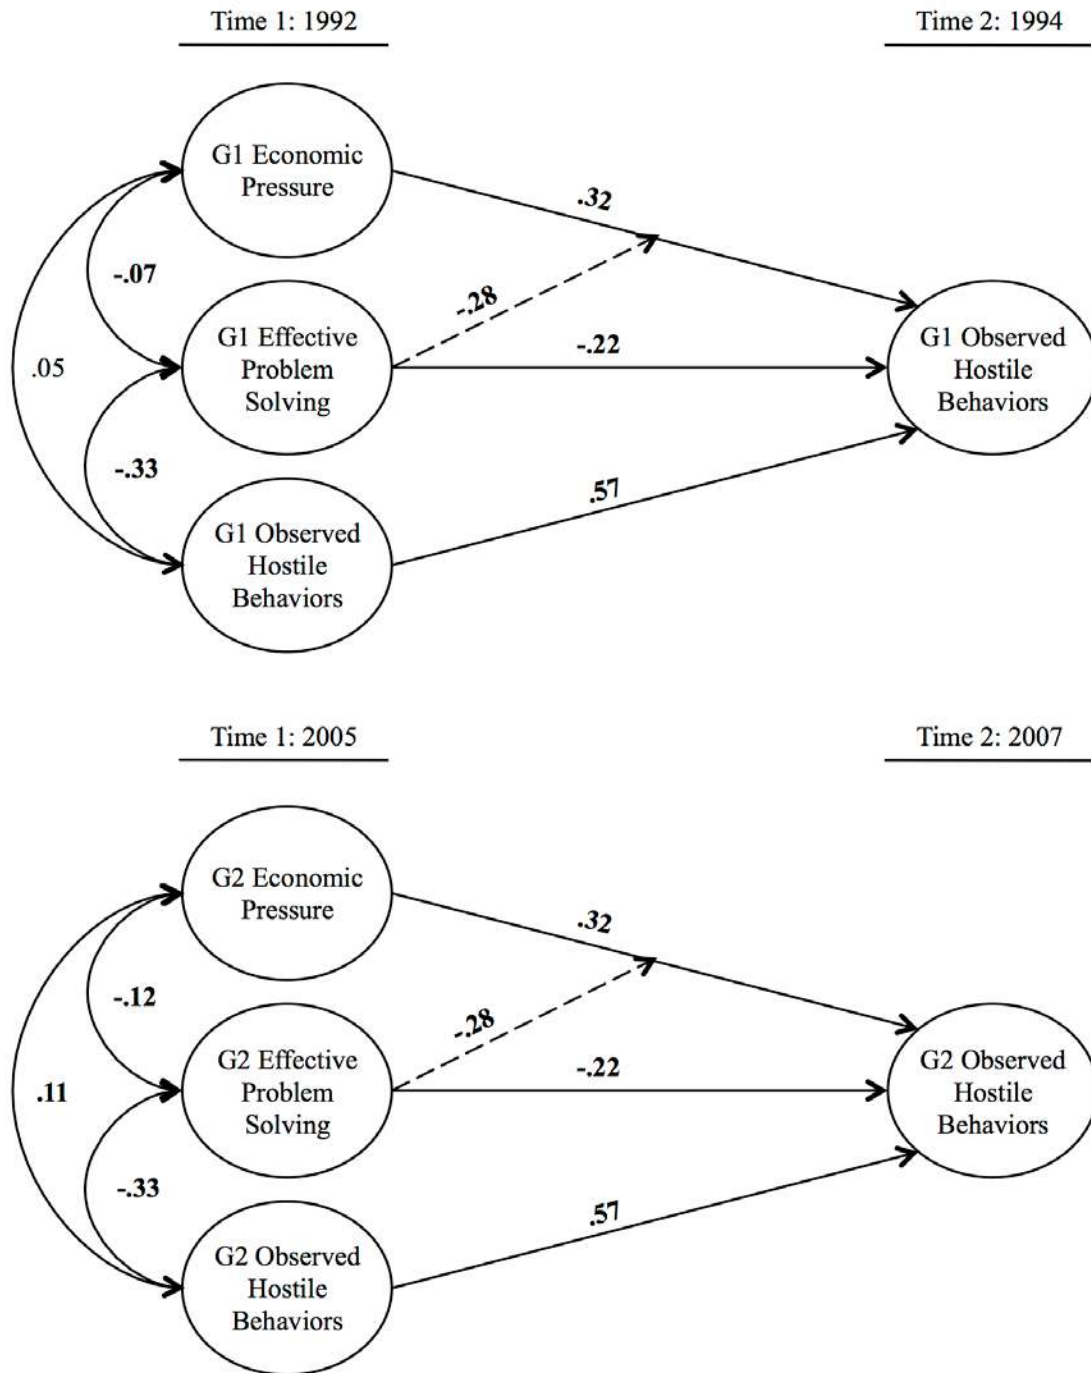 Time 1: 1992
Time 2: 1994
G1 Economic
Pressure
.32
-.07
-.28
G1 Effective
Problem
Solving
-.22
G1 Observed
Hostile
Behaviors
.05
-.33
.57
G1 Observed
Hostile
Behaviors
Time 1: 2005
Time 2: 2007
G2 Economic
Pressure
.32
-.12
-.28
G2 Effective
Problem
Solving
-.22
G2 Observed
Hostile
Behaviors
.11
-.33
.57
G2 Observed
Hostile
Behaviors